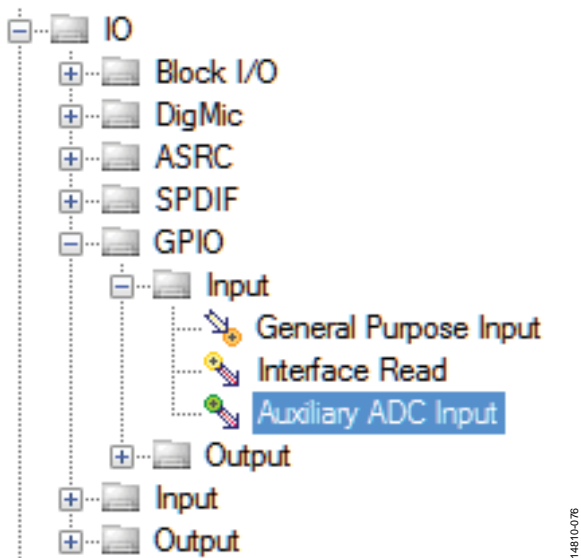 IO
Block I/O
DigMic
ASRC
SPDIF
GPIO
Input
General Purpose Input
Interface Read
Auxiliary ADC Input
Output
Input
Output
14810-076